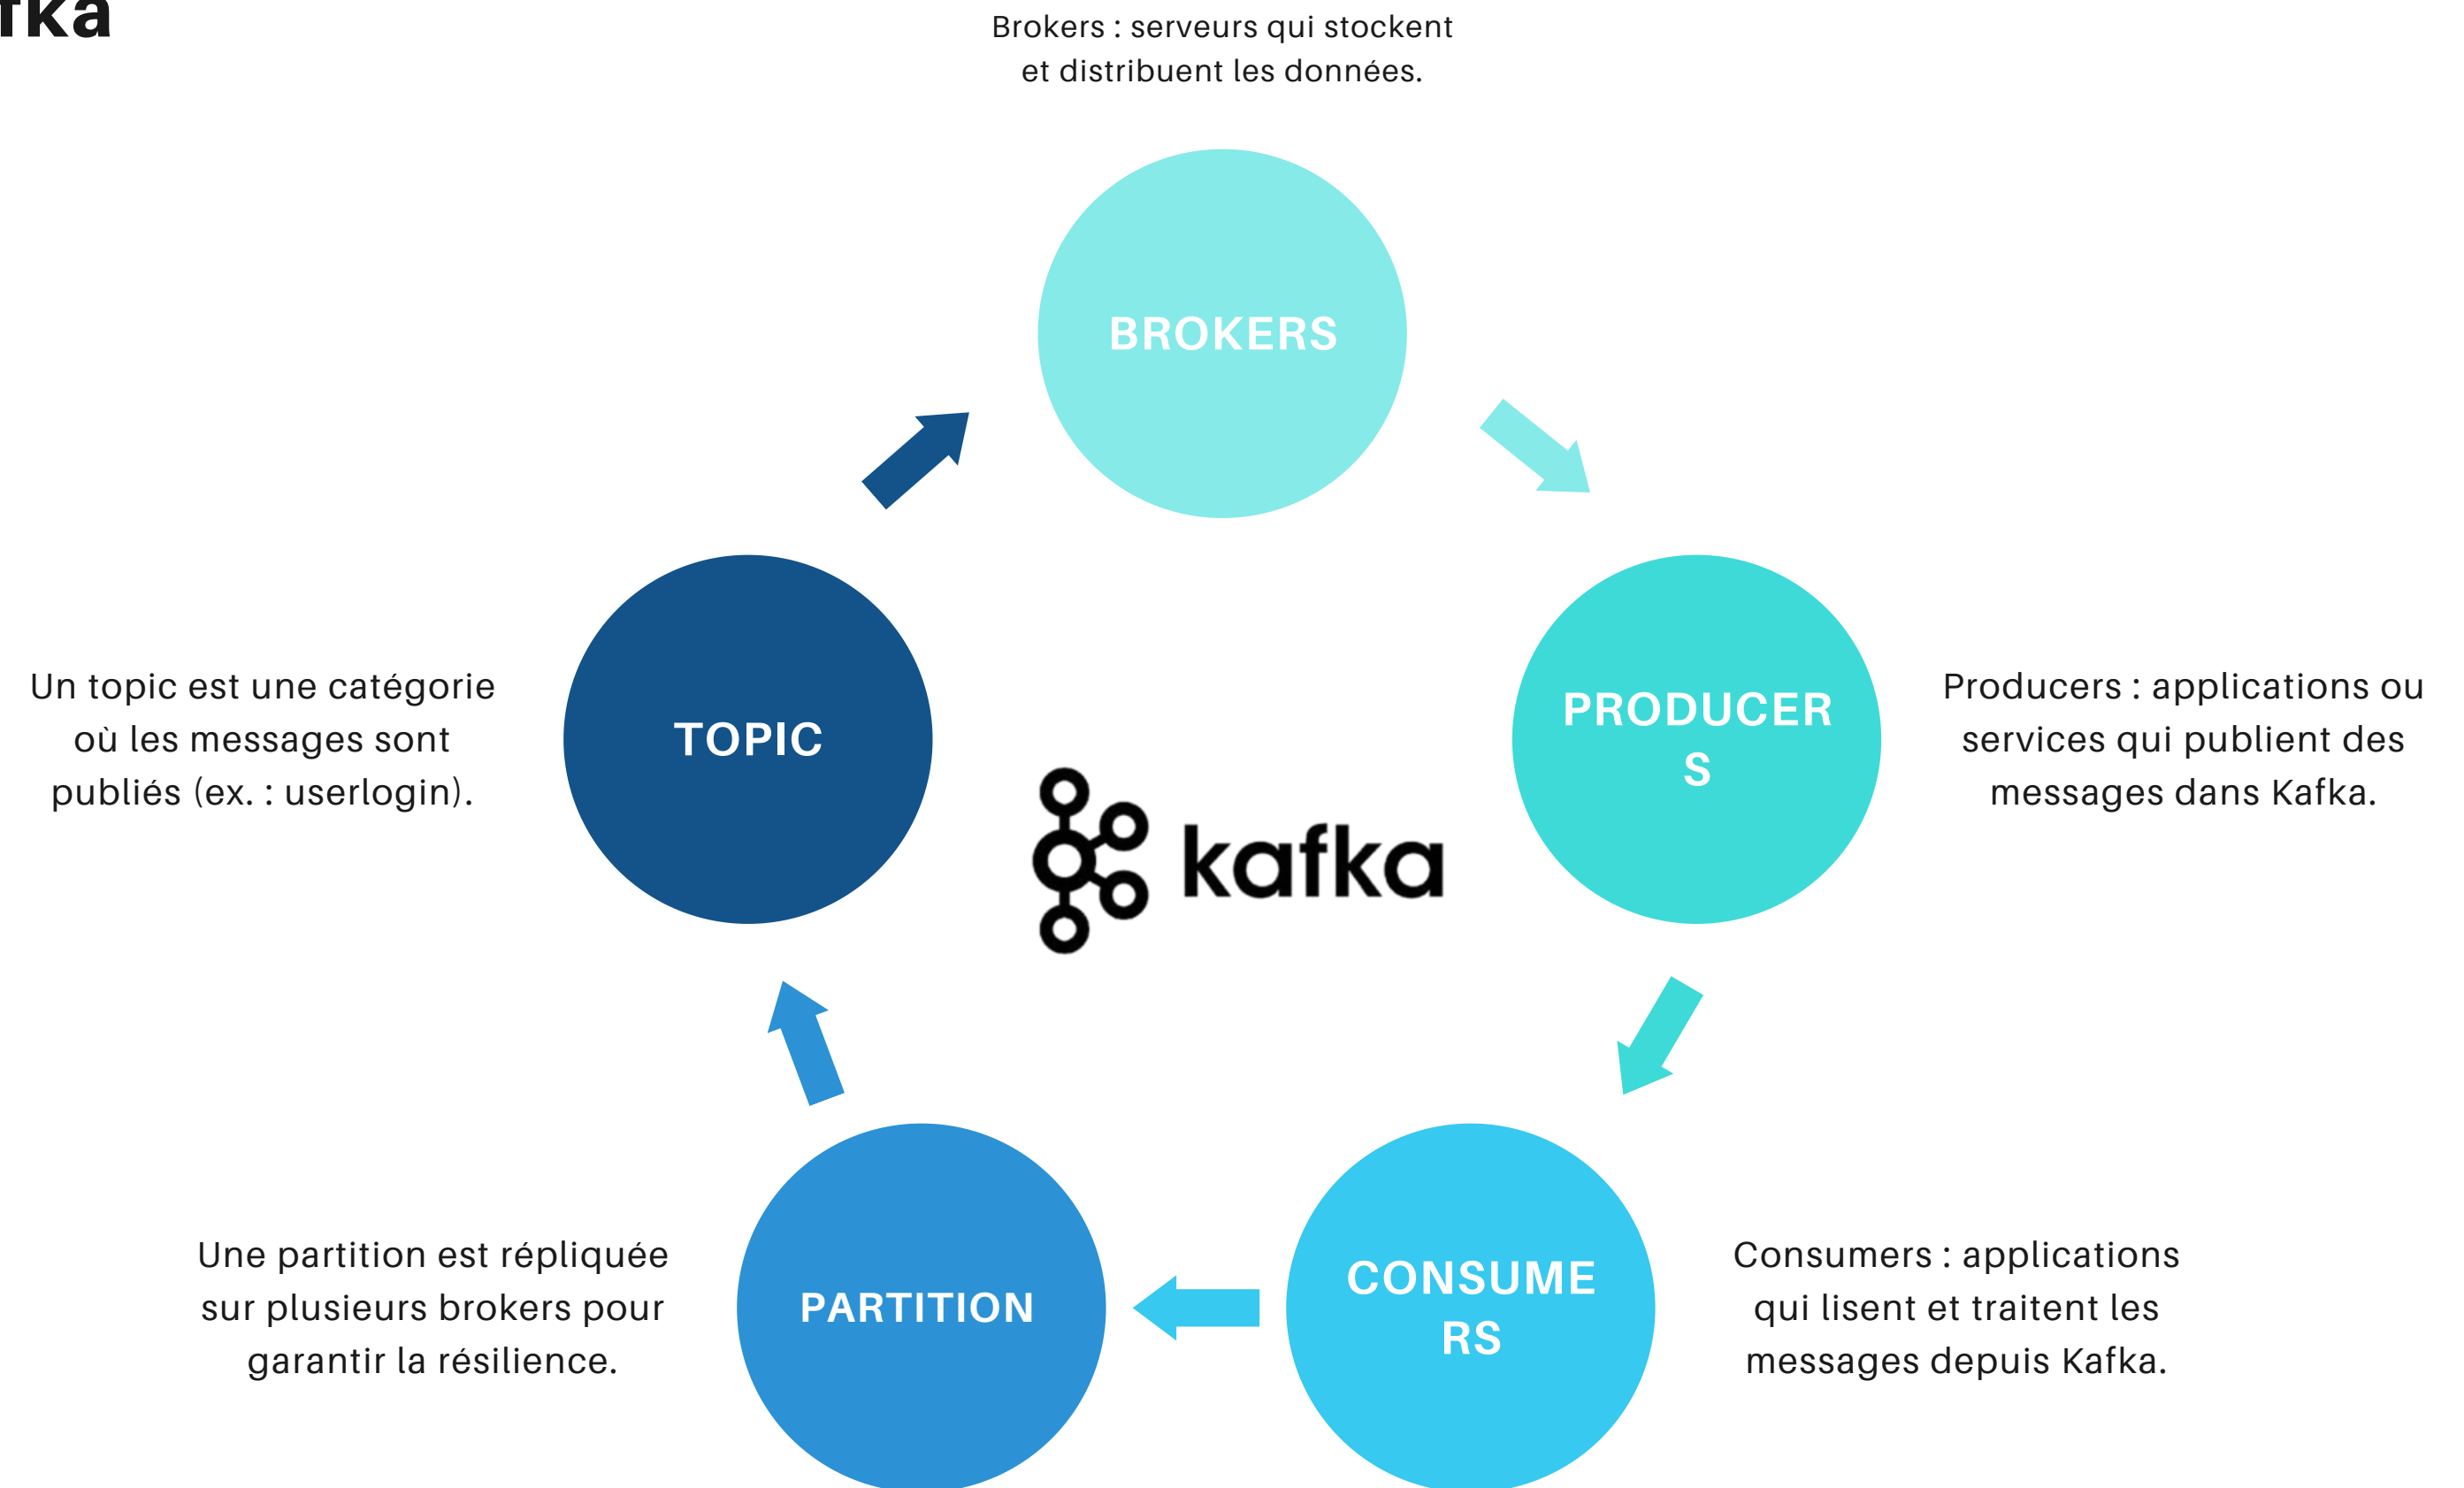 fka
Brokers : serveurs qui stockent
et distribuent les données.
BROKERS
Un topic est une catégorie
où les messages sont
publiés (ex. : userlogin).
TOPIC
PRODUCER
S
Producers : applications ou
services qui publient des
messages dans Kafka.
kafka
Une partition est répliquée
sur plusieurs brokers pour
garantir la résilience.
PARTITION
CONSUME
RS
Consumers : applications
qui lisent et traitent les
messages depuis Kafka.